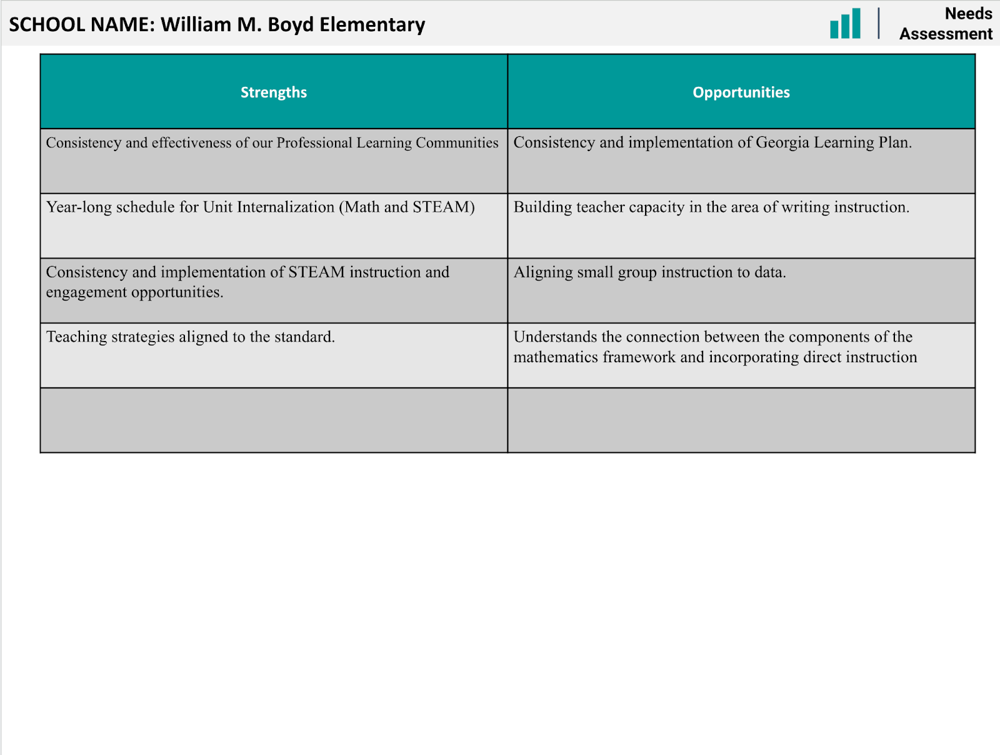 SCHOOL NAME: William M. Boyd Elementary
Needs
Assessment
Strengths
Opportunities
Consistency and effectiveness of our Professional Learning Communities
Consistency and implementation of Georgia Learning Plan.
Year-long schedule for Unit Internalization (Math and STEAM)
Building teacher capacity in the area of writing instruction.
Consistency and implementation of STEAM instruction and
engagement opportunities.
Aligning small group instruction to data.
Teaching strategies aligned to the standard.
Understands the connection between the components of the
mathematics framework and incorporating direct instruction